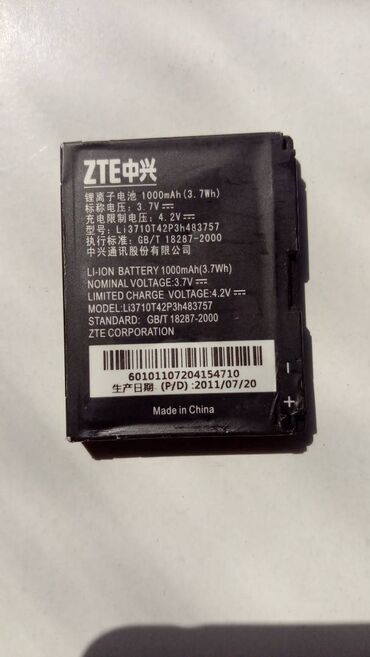 ZTE中兴
锂离子电池 1000mAh(3.7Wh)
标称电压: 3.7V⎓
充电限制电压: 4.2V⎓
型号: Li3710T42P3h483757
执行标准: GB/T 18287-2000
中兴通讯股份有限公司
LI-ION BATTERY 1000mAh(3.7Wh)
NOMINAL VOLTAGE:3.7V⎓
LIMITED CHARGE VOLTAGE:4.2V⎓
MODEL:Li3710T42P3h483757
STANDARD: GB/T 18287-2000
ZTE CORPORATION
60101107204154710
生产日期: (P/D): 2011/07/20
Made in China
−
+